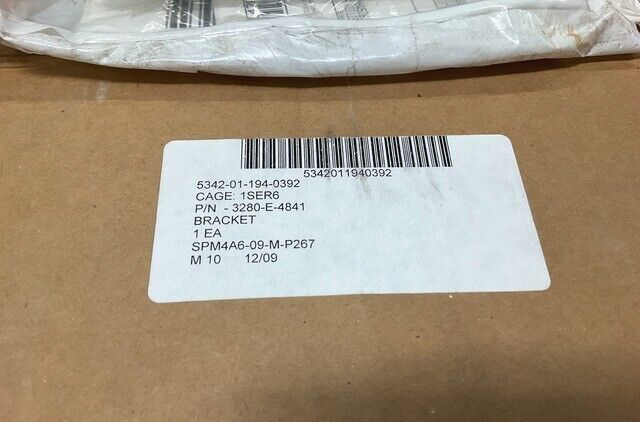 5342011940392
5342-01-194-0392
CAGE: 1SER6
P/N - 3280-E-4841
BRACKET
1 EA
SPM4A6-09-M-P267
M 10 12/09